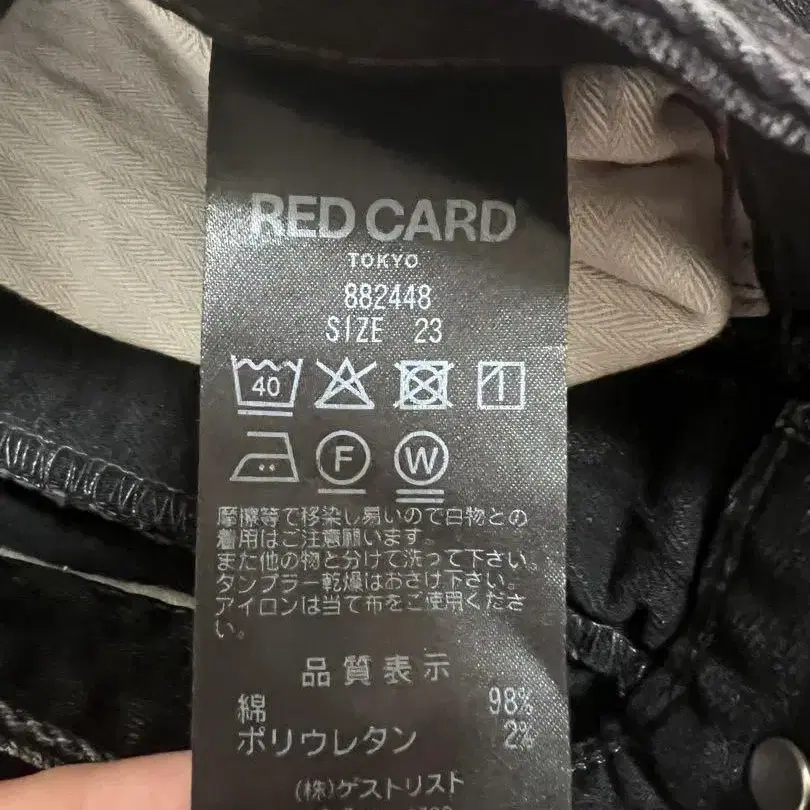 RED CARD
TOKYO
882448
SIZE 23
40
F W
摩擦等で移染し易いので白物との
着用はご注意願います。
また他の物と分けて洗って下さい。
タンブラー乾燥はおさけ下さい。
アイロンは当て布をご使用くださ
い。
品質表示
綿 98%
ポリウレタン 2%
(株)ゲストリスト